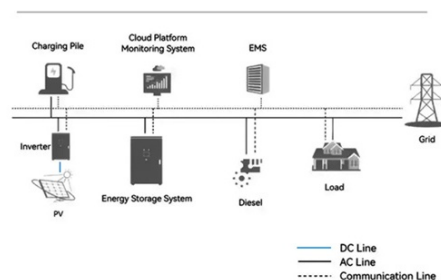 Charging Pile
Cloud Platform
Monitoring System
EMS
Grid
Inverter
PV
Energy Storage System
Diesel
Load
DC Line
AC Line
Communication Line